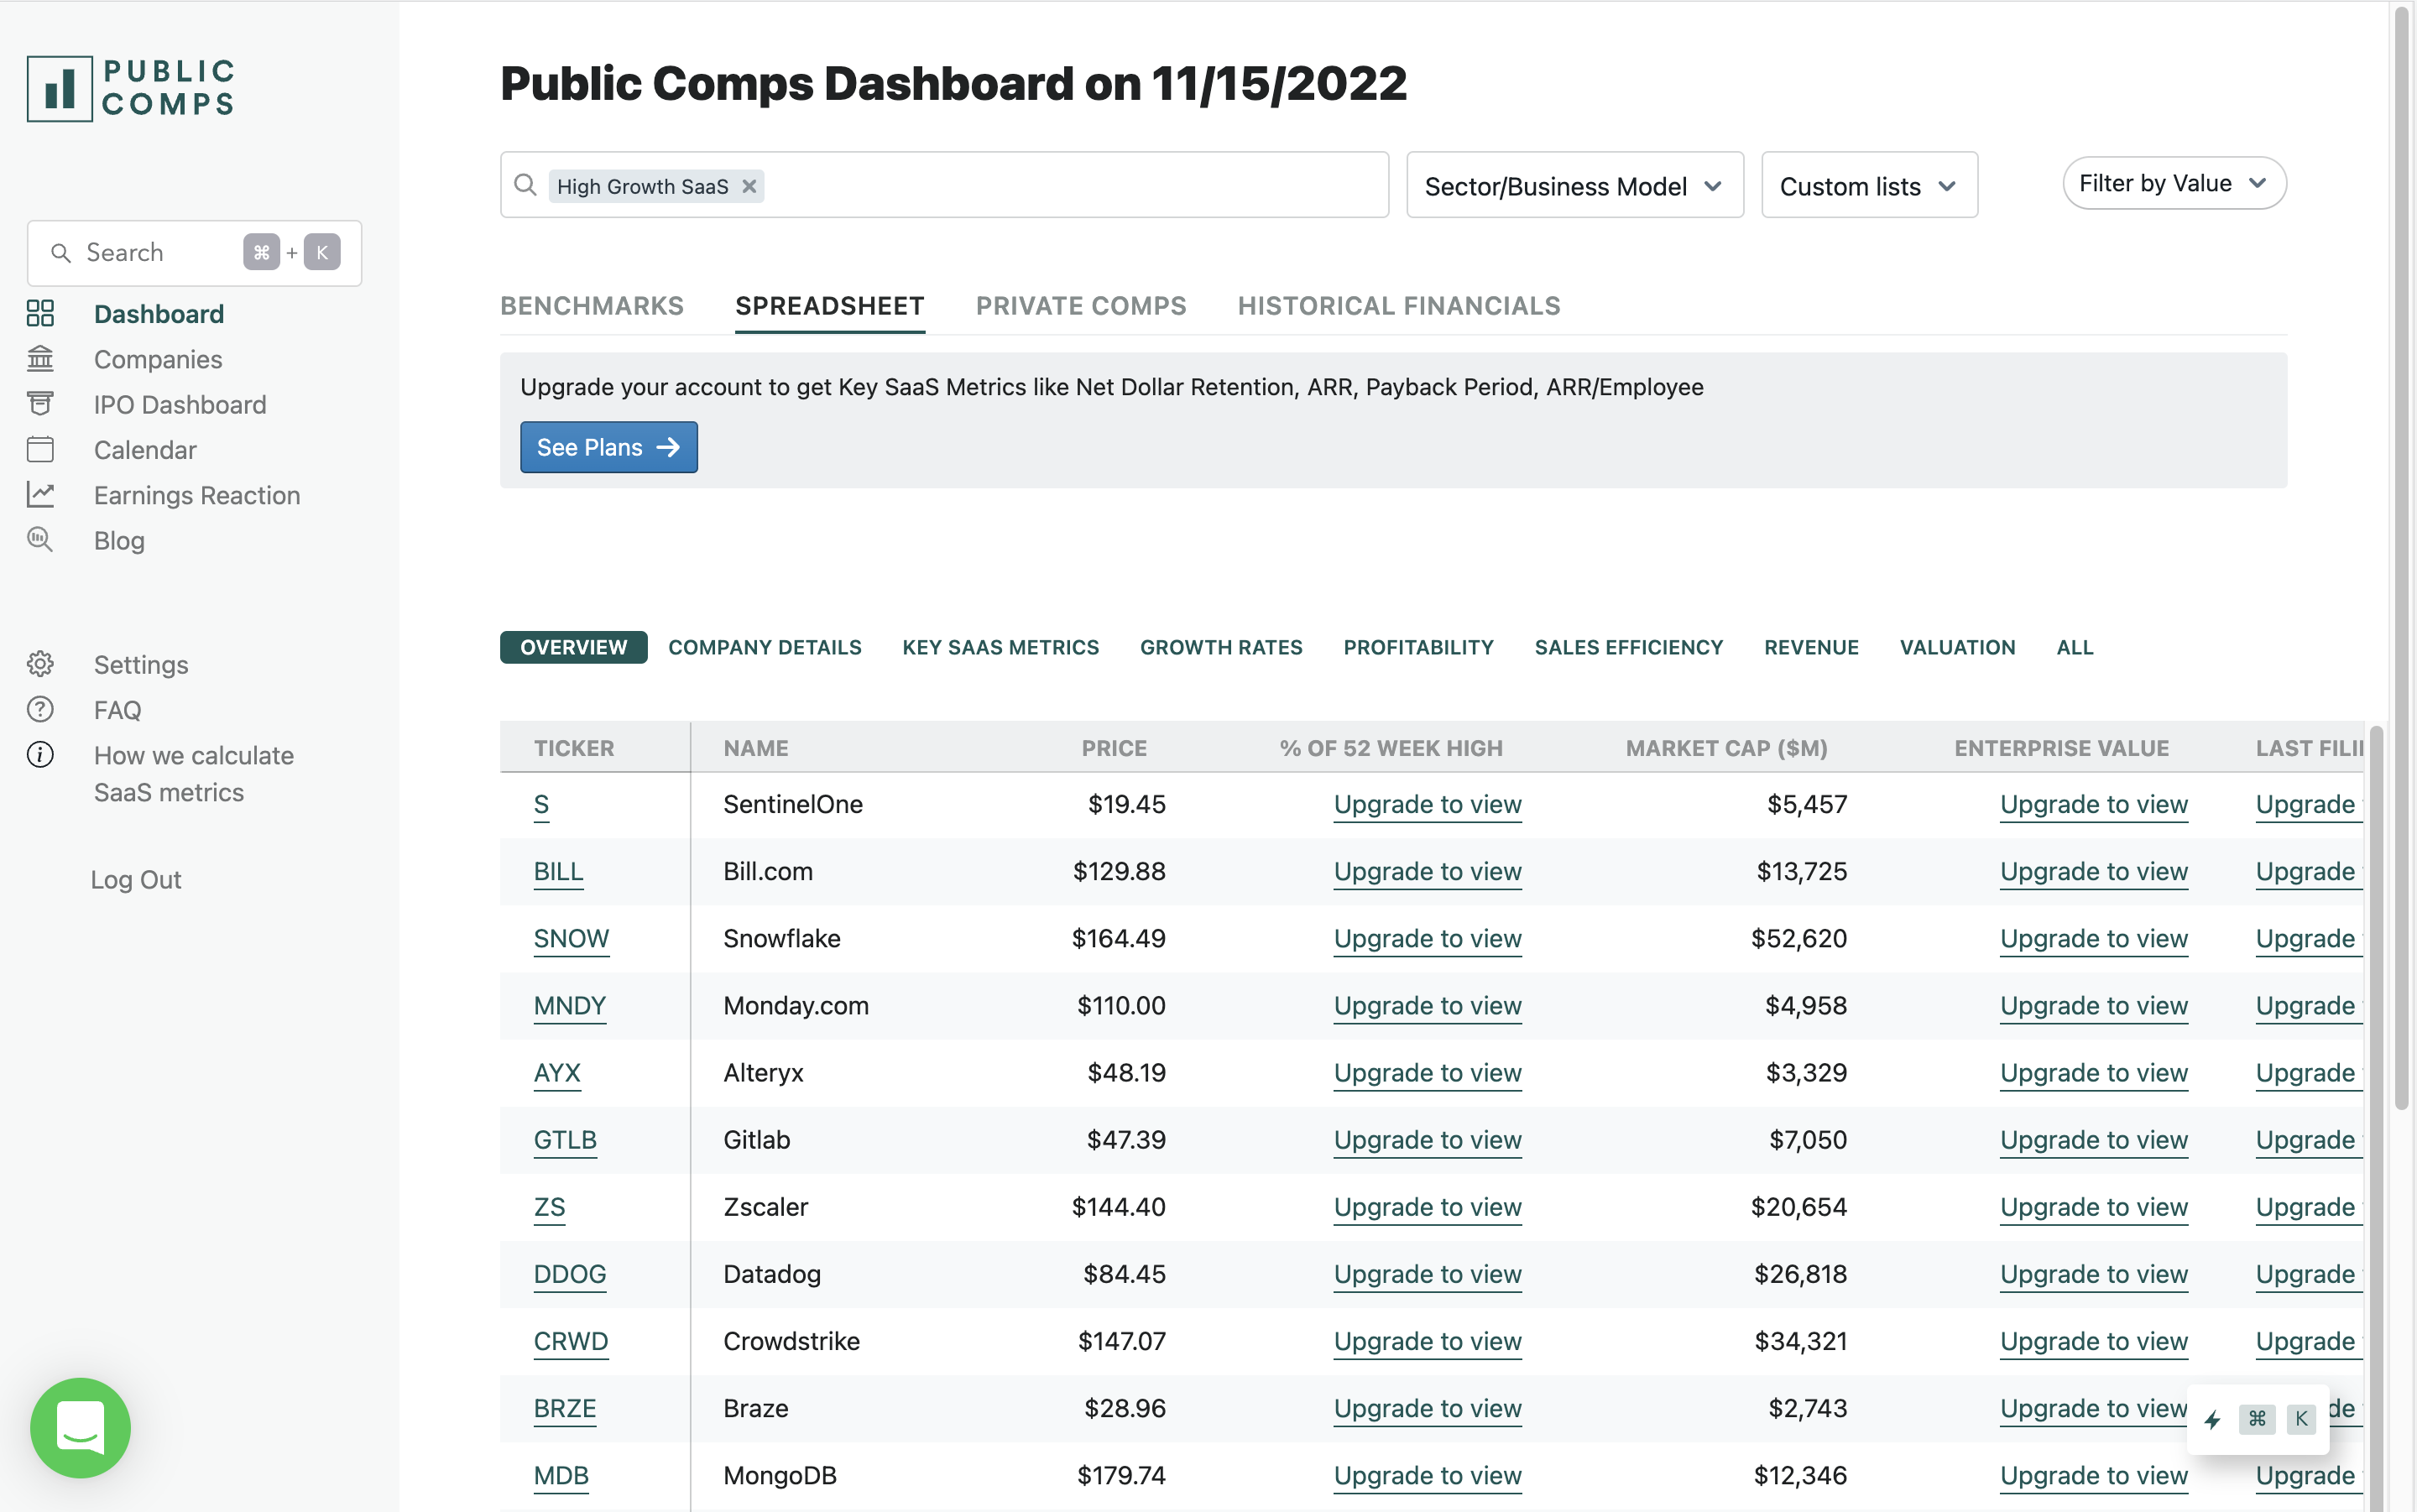 PUBLIC
COMPS
Search ⌘ + K
Dashboard
Companies
IPO Dashboard
Calendar
Earnings Reaction
Blog
Settings
FAQ
How we calculate
SaaS metrics
Log Out
Public Comps Dashboard on 11/15/2022
High Growth SaaS
Sector/Business Model
Custom lists
Filter by Value
BENCHMARKS SPREADSHEET PRIVATE COMPS HISTORICAL FINANCIALS
Upgrade your account to get Key SaaS Metrics like Net Dollar Retention, ARR, Payback Period, ARR/Employee
See Plans →
OVERVIEW COMPANY DETAILS KEY SAAS METRICS GROWTH RATES PROFITABILITY SALES EFFICIENCY REVENUE VALUATION ALL
TICKER NAME PRICE % OF 52 WEEK HIGH MARKET CAP ($M) ENTERPRISE VALUE LAST
S SentinelOne $19.45 Upgrade to view $5,457 Upgrade to view Upgrade
BILL Bill.com $129.88 Upgrade to view $13,725 Upgrade to view Upgrade
SNOW Snowflake $164.49 Upgrade to view $52,620 Upgrade to view Upgrade
MNDY Monday.com $110.00 Upgrade to view $4,958 Upgrade to view Upgrade
AYX Alteryx $48.19 Upgrade to view $3,329 Upgrade to view Upgrade
GTLB Gitlab $47.39 Upgrade to view $7,050 Upgrade to view Upgrade
ZS Zscaler $144.40 Upgrade to view $20,654 Upgrade to view Upgrade
DDOG Datadog $84.45 Upgrade to view $26,818 Upgrade to view Upgrade
CRWD Crowdstrike $147.07 Upgrade to view $34,321 Upgrade to view Upgrade
BRZE Braze $28.96 Upgrade to view $2,743 Upgrade to view
⌘ K
MDB MongoDB $179.74 Upgrade to view $12,346 Upgrade to view Upgrade